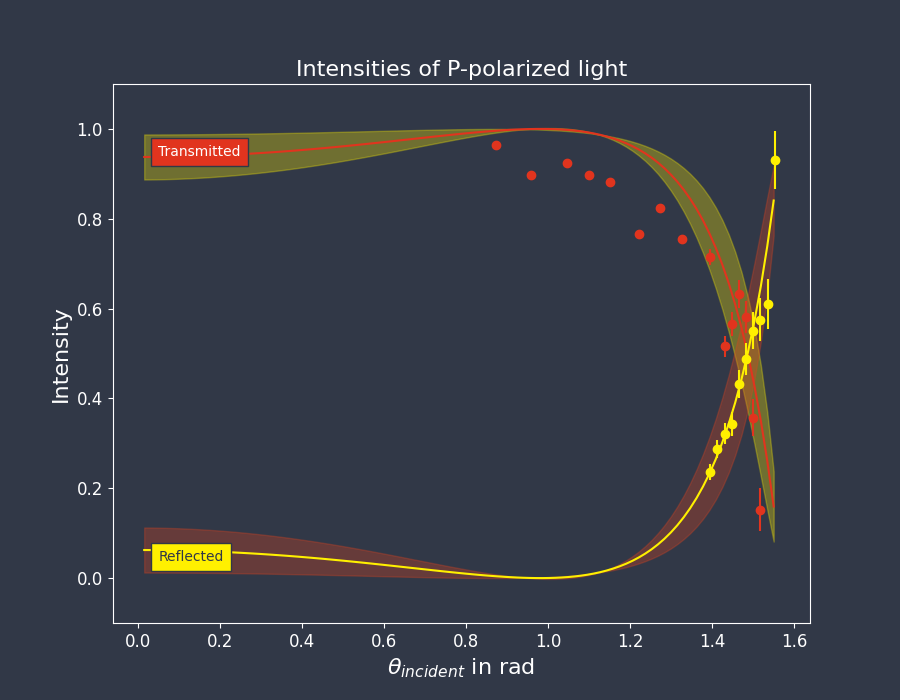 Intensities of P-polarized light
Intensity
1.0
0.8
0.6
0.4
0.2
0.0
Transmitted
Reflected
0.0 0.2 0.4 0.6 0.8 1.0 1.2 1.4 1.6
θincident in rad